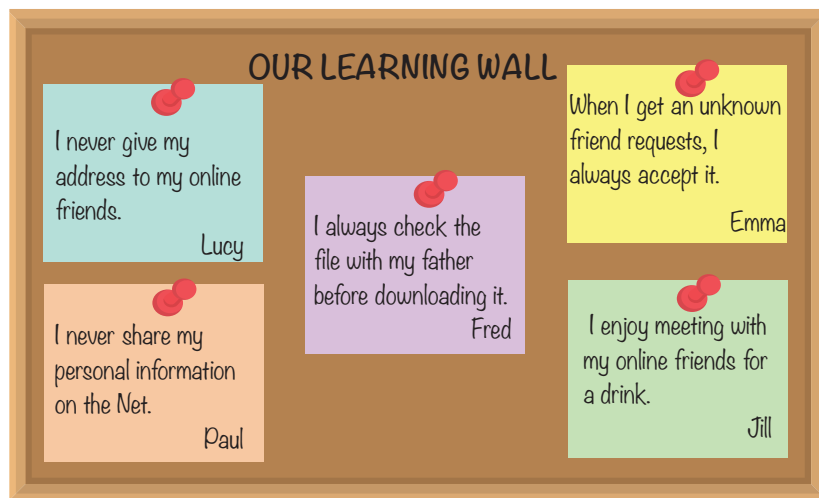 OUR LEARNING WALL
I never give my
address to my online
friends.
Lucy
I never share my
personal information
on the Net.
Paul
I always check the
file with my father
before downloading it.
Fred
When I get an unknown
friend requests, I
always accept it.
Emma
I enjoy meeting with
my online friends for
a drink.
Jill